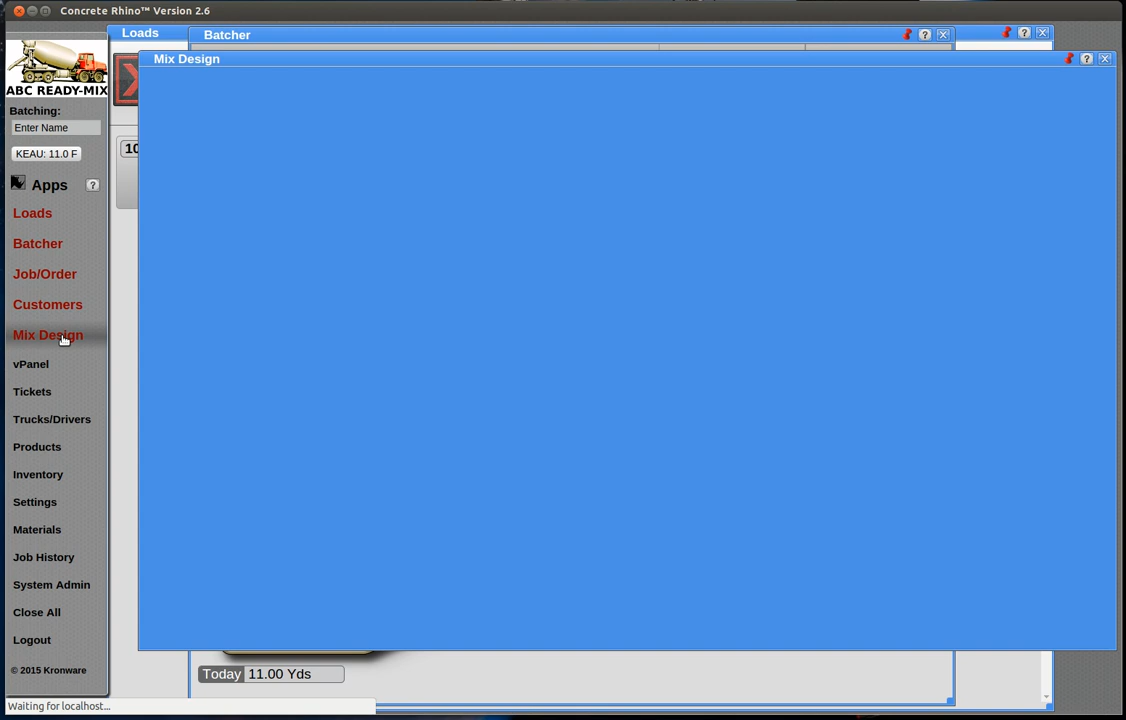 Concrete Rhino™ Version 2.6
Loads
Batcher
?
?
Mix Design
?
ABC READY-MIX
Batching:
Enter Name
KEAU: 11.0 F
10
Apps
?
Loads
Batcher
Job/Order
Customers
Mix Design
vPanel
Tickets
Trucks/Drivers
Products
Inventory
Settings
Materials
Job History
System Admin
Close All
Logout
© 2015 Kronware
Today 11.00 Yds
Waiting for localhost...